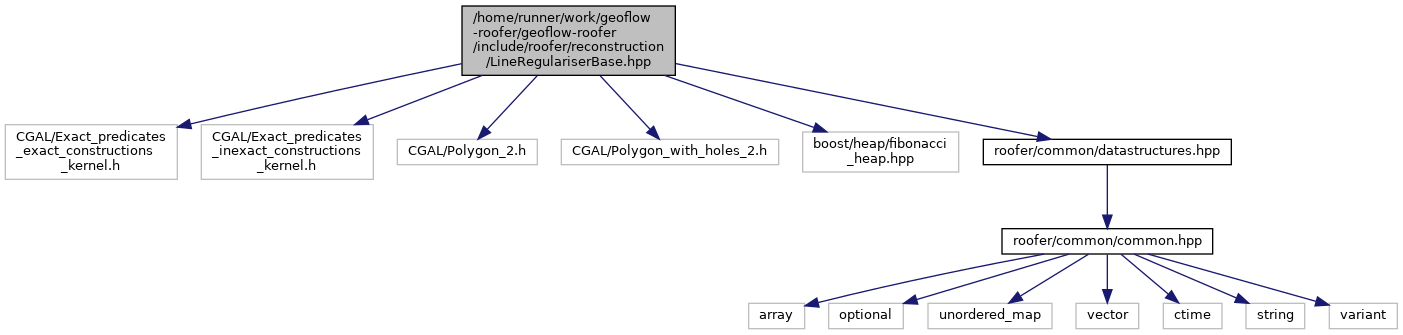 /home/runner/work/geoflow
-roofer/geoflow-roofer
/include/roofer/reconstruction
/LineRegulariserBase.hpp
CGAL/Exact_predicates
_exact_constructions
_kernel.h
CGAL/Exact_predicates
_inexact_constructions
_kernel.h
CGAL/Polygon_2.h
CGAL/Polygon_with_holes_2.h
boost/heap/fibonacci
_heap.hpp
roofer/common/datastructures.hpp
roofer/common/common.hpp
array
optional
unordered_map
vector
ctime
string
variant